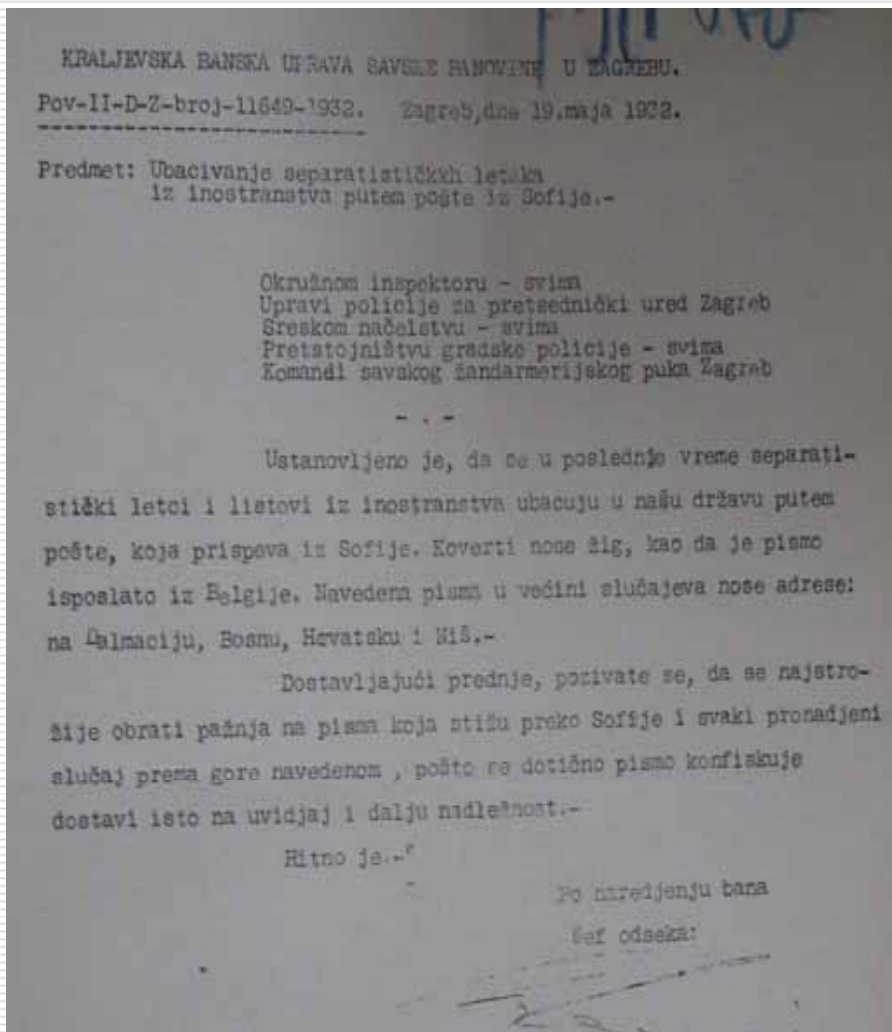 KRALJEVSKA BANSKA UPRAVA SAVSKE BANOVINE U ZAGREBU.
Pov-II-D-Z-broj-11649-1932. Zagreb,dne 19.maja 1932.
Predmet: Ubacivanje separatističkh letaka
iz inostranstva putem pošte iz Sofije.-
Okružnom inspektoru - svima
Upravi policije za pretsednički ured Zagreb
Sreskom načelstvu - svima
Pretstojništvu gradske policije - svima
Komandi savskog žandarmerijskog puka Zagreb
- . -
Ustanovljeno je, da se u poslednje vreme separati-
stički letci i listovi iz inostranstva ubacuju u našu državu putem
pošte, koja prispeva iz Sofije. Koverti nose žig, kao da je pismo
isposlato iz Belgije. Navedena pisma u većini slučajeva nose adrese:
na Dalmaciju, Bosnu, Hrvatsku i Niš.-
Dostavljajući prednje, pozivate se, da se najstro-
žije obrati pažnja na pisma koja stižu preko Sofije i svaki pronadjeni
slučaj prema gore navedenom , pošto se dotično pismo konfiskuje
dostavi isto na uvidjaj i dalju nadležnost.-
Hitno je.-
Po naredjenju bana
Šef odseka: